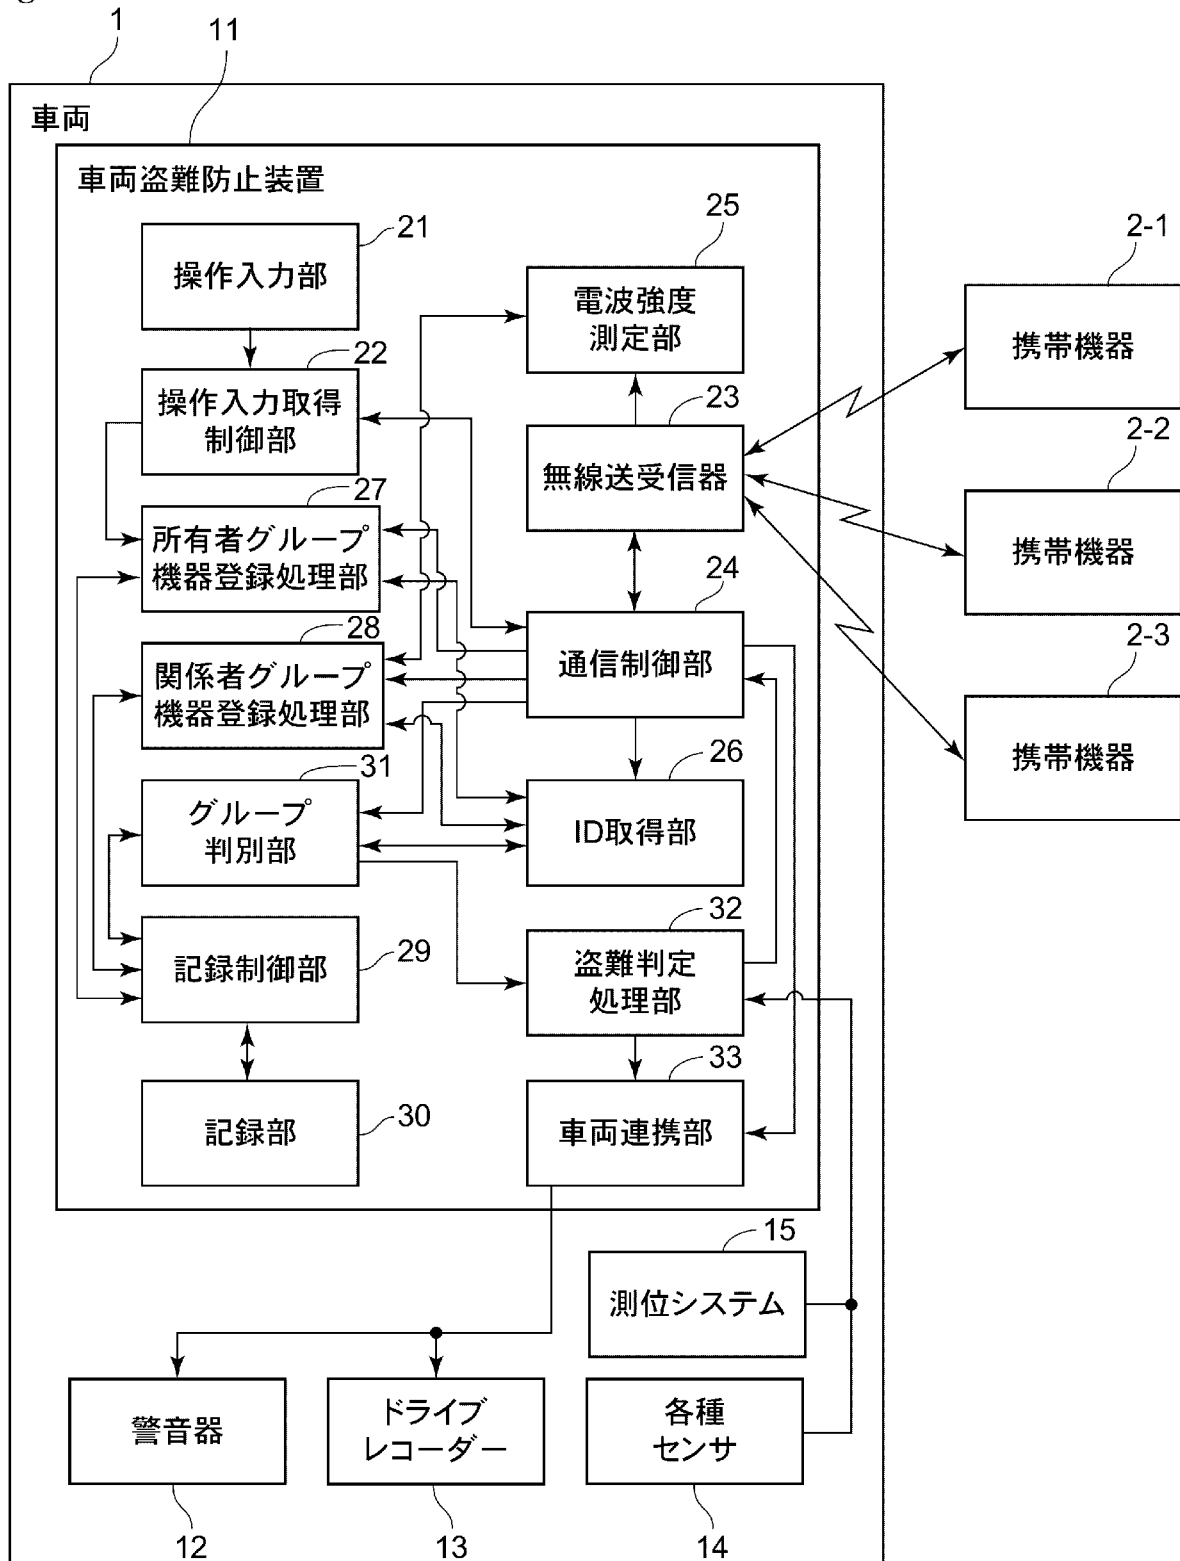 1
11
車両
車両盗難防止装置
21
操作入力部
25
電波強度
測定部
2-1
携帯機器
22
操作入力取得
制御部
23
無線送受信器
2-2
携帯機器
27
所有者グループ
機器登録処理部
24
通信制御部
28
関係者グループ
機器登録処理部
2-3
携帯機器
31
グループ
判別部
26
ID取得部
29
記録制御部
32
盗難判定
処理部
30
記録部
33
車両連携部
15
測位システム
警音器
ドライブ
レコーダー
各種
センサ
12
13
14